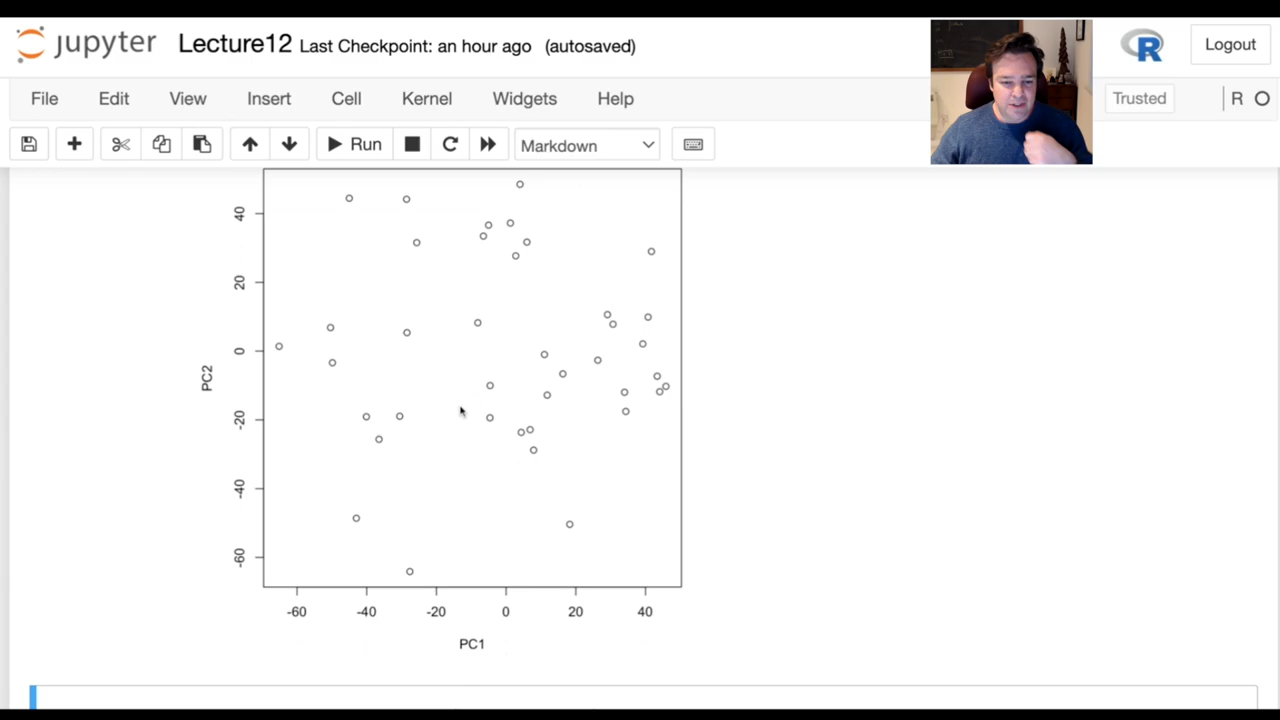 jupyter Lecture12 Last Checkpoint: an hour ago (autosaved) R Logout
File Edit View Insert Cell Kernel Widgets Help Trusted R
Run Markdown
40
20
0
-20
-40
-60
PC2
-60 -40 -20 0 20 40
PC1